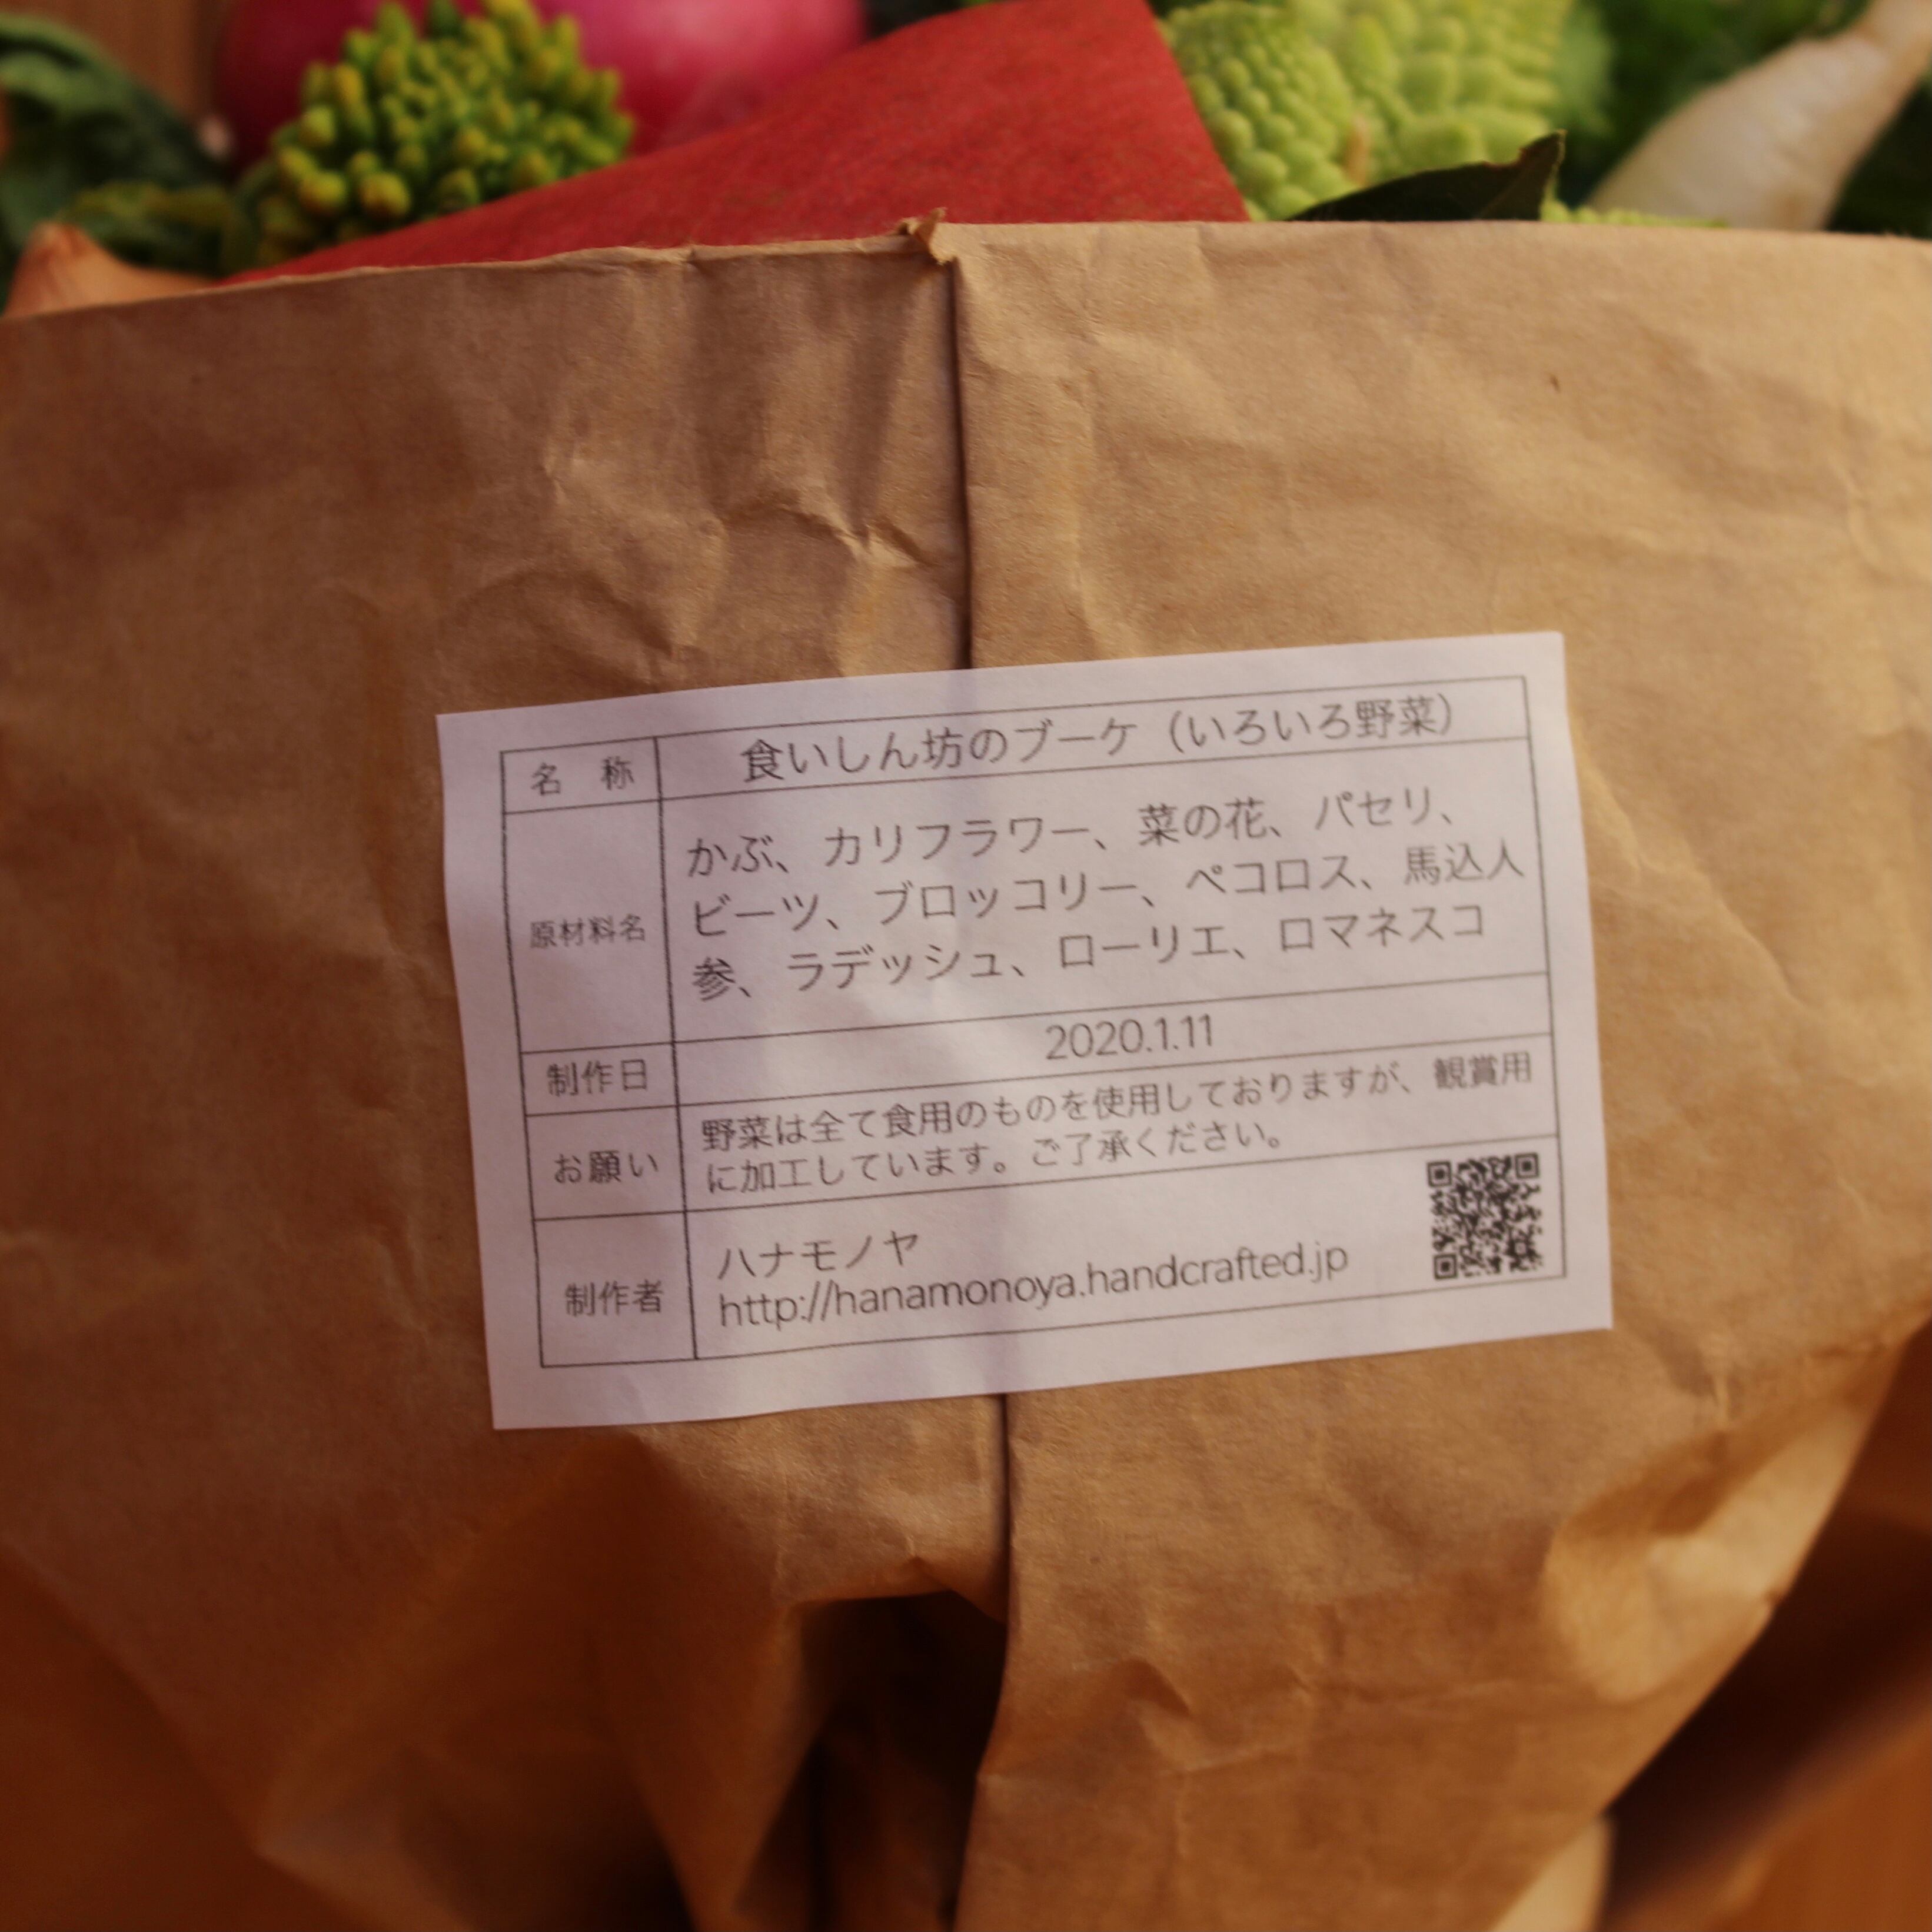 名 称 食いしん坊のブーケ（いろいろ野菜）
原材料名 かぶ、カリフラワー、菜の花、パセリ、
ビーツ、ブロッコリー、ペコロス、馬込人
参、ラデッシュ、ローリエ、ロマネスコ
制作日 2020.1.11
お願い 野菜は全て食用のものを使用しておりますが、観賞用
に加工しています。ご了承ください。
制作者 ハナモノヤ
http://hanamonoya.handcrafted.jp